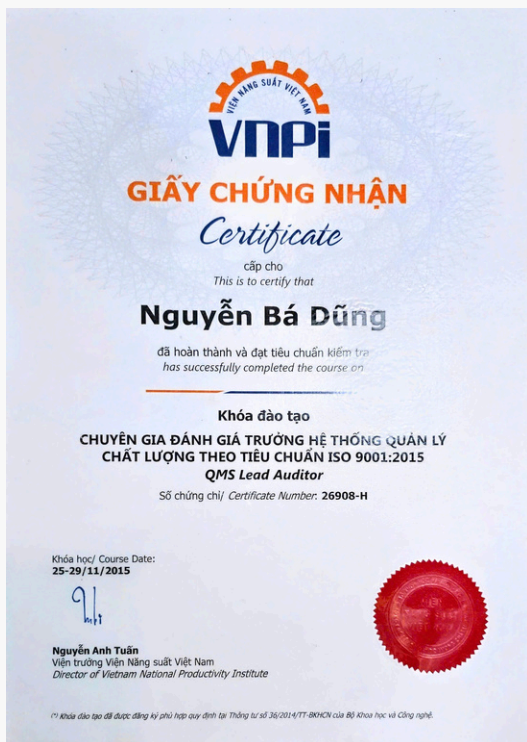 VIỆN NĂNG SUẤT VIỆT NAM
VNPi
GIẤY CHỨNG NHẬN
Certificate
cấp cho
This is to certify that
Nguyễn Bá Dũng
đã hoàn thành và đạt tiêu chuẩn kiểm tra
has successfully completed the course on
Khóa đào tạo
CHUYÊN GIA ĐÁNH GIÁ TRƯỞNG HỆ THỐNG QUẢN LÝ
CHẤT LƯỢNG THEO TIÊU CHUẨN ISO 9001:2015
QMS Lead Auditor
Số chứng chỉ/ Certificate Number: 26908-H
Khóa học/ Course Date:
25-29/11/2015
Nguyễn Anh Tuấn
Viện trưởng Viện Năng suất Việt Nam
Director of Vietnam National Productivity Institute
(*) Khóa đào tạo đã được đăng ký phù hợp quy định tại Thông tư số 36/2014/TT-BKHCN của Bộ Khoa học và Công nghệ.